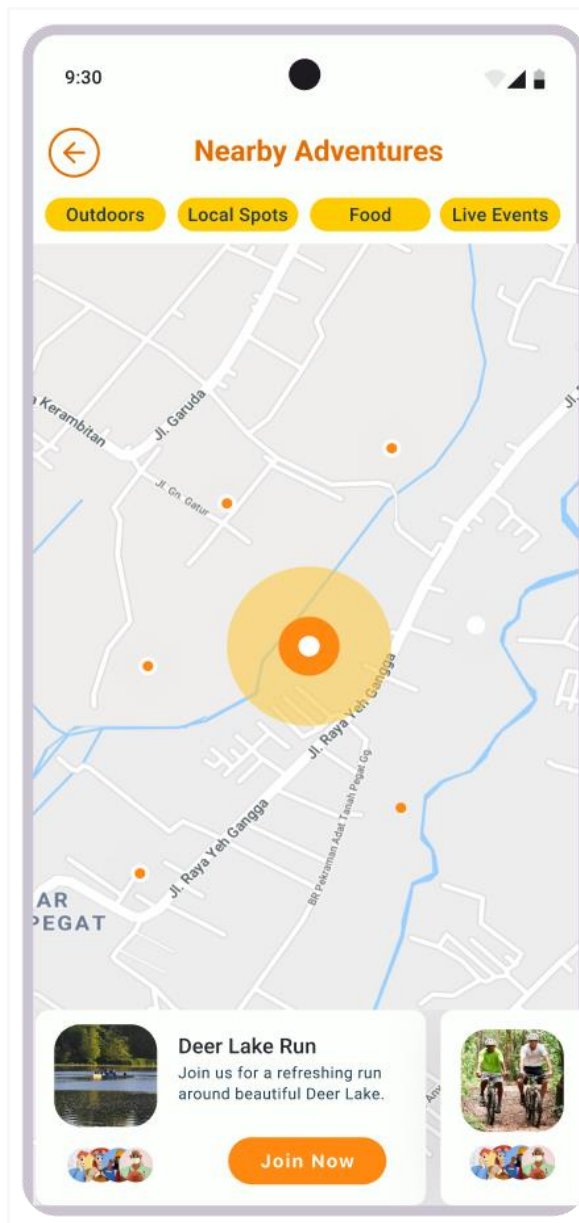 9:30
Nearby Adventures
Outdoors
Local Spots
Food
Live Events
Kerambitan
Jl. Garuda
Jl. Gn. Gatur
Jl. Raya Yeh Gangga
BR Pekraman Adat Tanah Pegat Gg.
Jl. Raya Yeh Gangga
AR
PEGAT
Deer Lake Run
Join us for a refreshing run
around beautiful Deer Lake.
Join Now